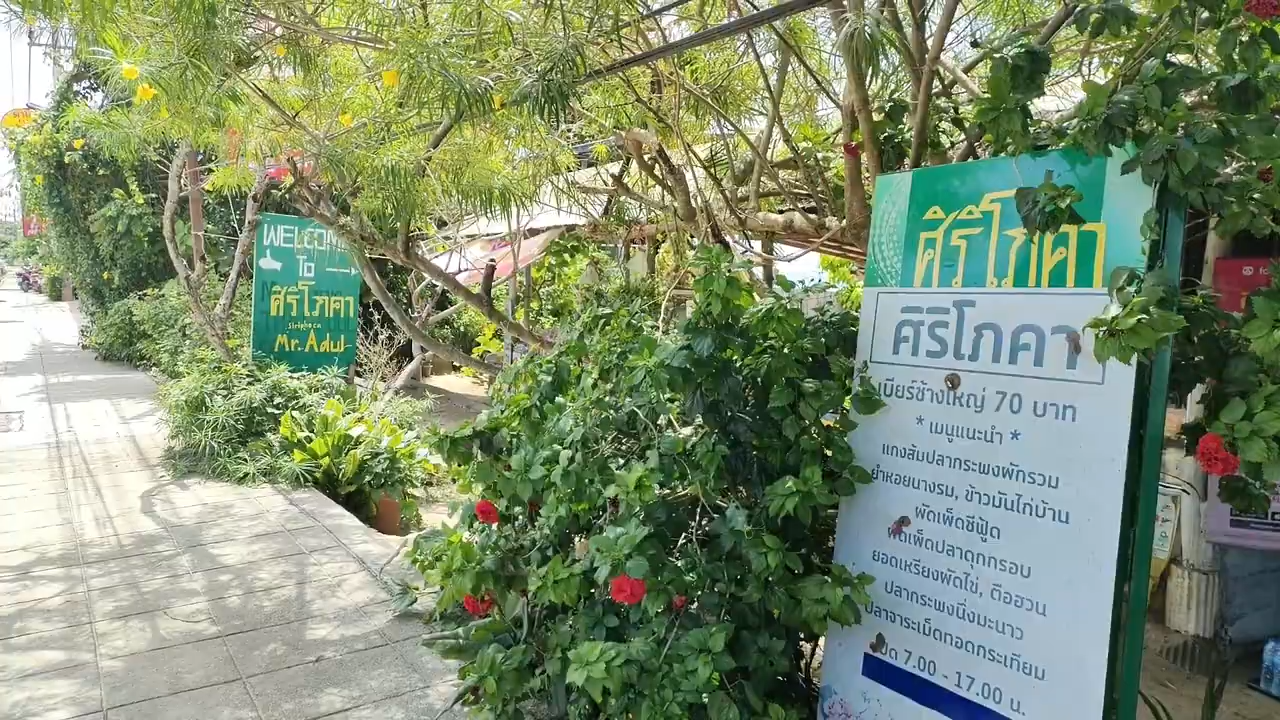 WELCOME
To
ศิริโภคา
Siriphoca
Mr. Adul
ศิริโภคา
ศิริโภคา
เบียร์ช้างใหญ่ 70 บาท
* เมนูแนะนำ *
แกงส้มปลากระพงผักรวม
ยำหอยนางรม, ข้าวมันไก่บ้าน
ผัดเผ็ดซีฟู้ด
ผัดเผ็ดปลาดุกกรอบ
ยอดเหรียงผัดไข่, ตือฮวน
ปลากระพงนึ่งมะนาว
ปลาจาระเม็ดทอดกระเทียม
เปิด 7.00 - 17.00 น.